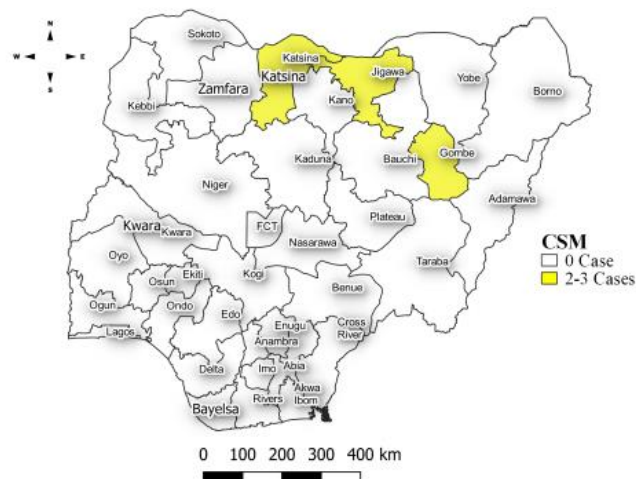 N
W E
S
Sokoto
Katsina
Katsina
Jigawa
Zamfara
Yobe
Borno
Kebbi
Kano
Kaduna
Bauchi
Gombe
Niger
Adamawa
Plateau
Kwara
Kwara
FCT
Nasarawa
CSM
0 Case
2-3 Cases
Oyo
Taraba
Osun
Ekiti
Kogi
Benue
Ogun
Ondo
Edo
Lagos
Enugu
Cross
River
Anambra
Delta
Imo
Abia
Akwa
Ibom
Rivers
Bayelsa
0 100 200 300 400 km